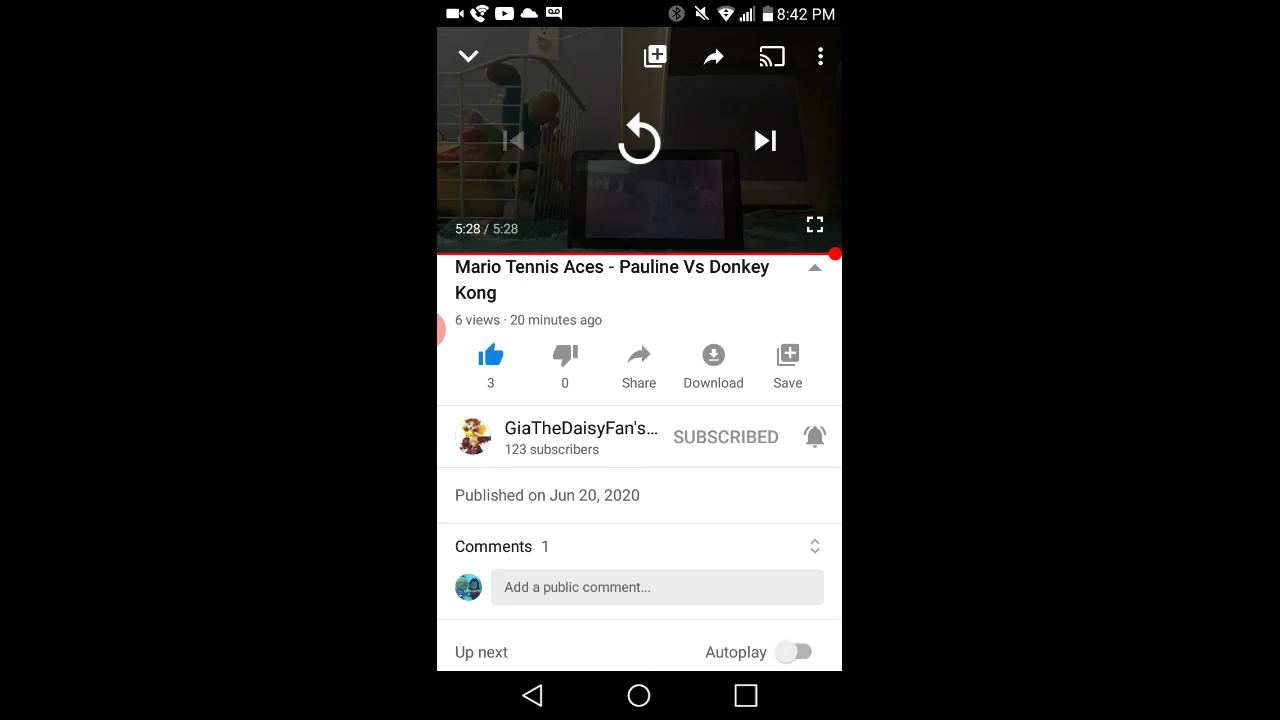 8:42 PM
5:28 / 5:28
Mario Tennis Aces - Pauline Vs Donkey
Kong
6 views · 20 minutes ago
3
0
Share
Download
Save
GiaTheDaisyFan's...
SUBSCRIBED
123 subscribers
Published on Jun 20, 2020
Comments 1
Add a public comment...
Up next
Autoplay